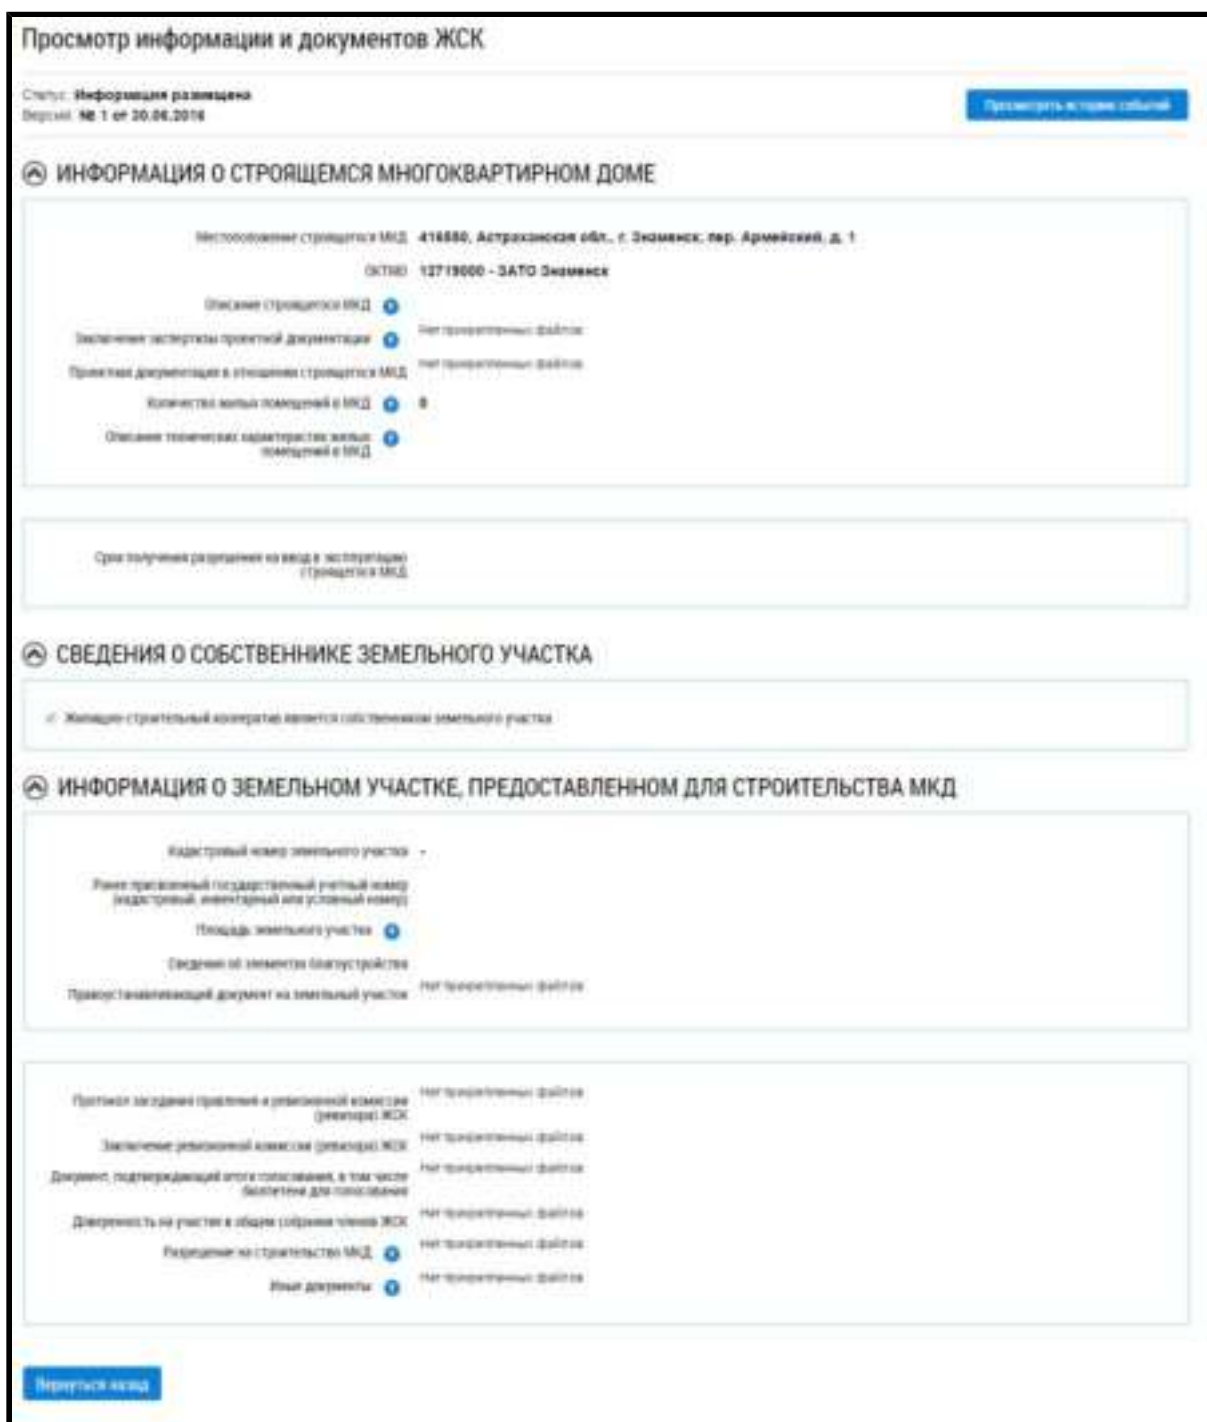 Просмотр информации и документов ЖСК
Статус: Информация размещена
Версия: № 1 от 30.06.2016
Просмотреть историю событий
ИНФОРМАЦИЯ О СТРОЯЩЕМСЯ МНОГОКВАРТИРНОМ ДОМЕ
Местоположение строящегося МКД 416550, Астраханская обл., г. Знаменск, пер. Армейский, д. 1
ОКТМО 12719000 - ЗАТО Знаменск
Описание строящегося МКД
Заключение экспертизы проектной документации Нет прикрепленных файлов
Проектная документация в отношении строящегося МКД Нет прикрепленных файлов
Количество жилых помещений в МКД 0
Описание технических характеристик жилых
помещений в МКД
Срок получения разрешения на ввод в эксплуатацию
строящегося МКД
СВЕДЕНИЯ О СОБСТВЕННИКЕ ЗЕМЕЛЬНОГО УЧАСТКА
Жилищно-строительный кооператив является собственником земельного участка
ИНФОРМАЦИЯ О ЗЕМЕЛЬНОМ УЧАСТКЕ, ПРЕДОСТАВЛЕННОМ ДЛЯ СТРОИТЕЛЬСТВА МКД
Кадастровый номер земельного участка -
Ранее присвоенный государственный учетный номер
(кадастровый, инвентарный или условный номер)
Площадь земельного участка
Сведения об элементах благоустройства
Правоустанавливающий документ на земельный участок Нет прикрепленных файлов
Протокол заседания правления и ревизионной комиссии Нет прикрепленных файлов
(ревизора) ЖСК
Заключение ревизионной комиссии (ревизора) ЖСК Нет прикрепленных файлов
Документ, подтверждающий итоги голосования, в том числе Нет прикрепленных файлов
бюллетени для голосования
Доверенность на участие в общем собрании членов ЖСК Нет прикрепленных файлов
Разрешение на строительство МКД Нет прикрепленных файлов
Иные документы Нет прикрепленных файлов
Вернуться назад